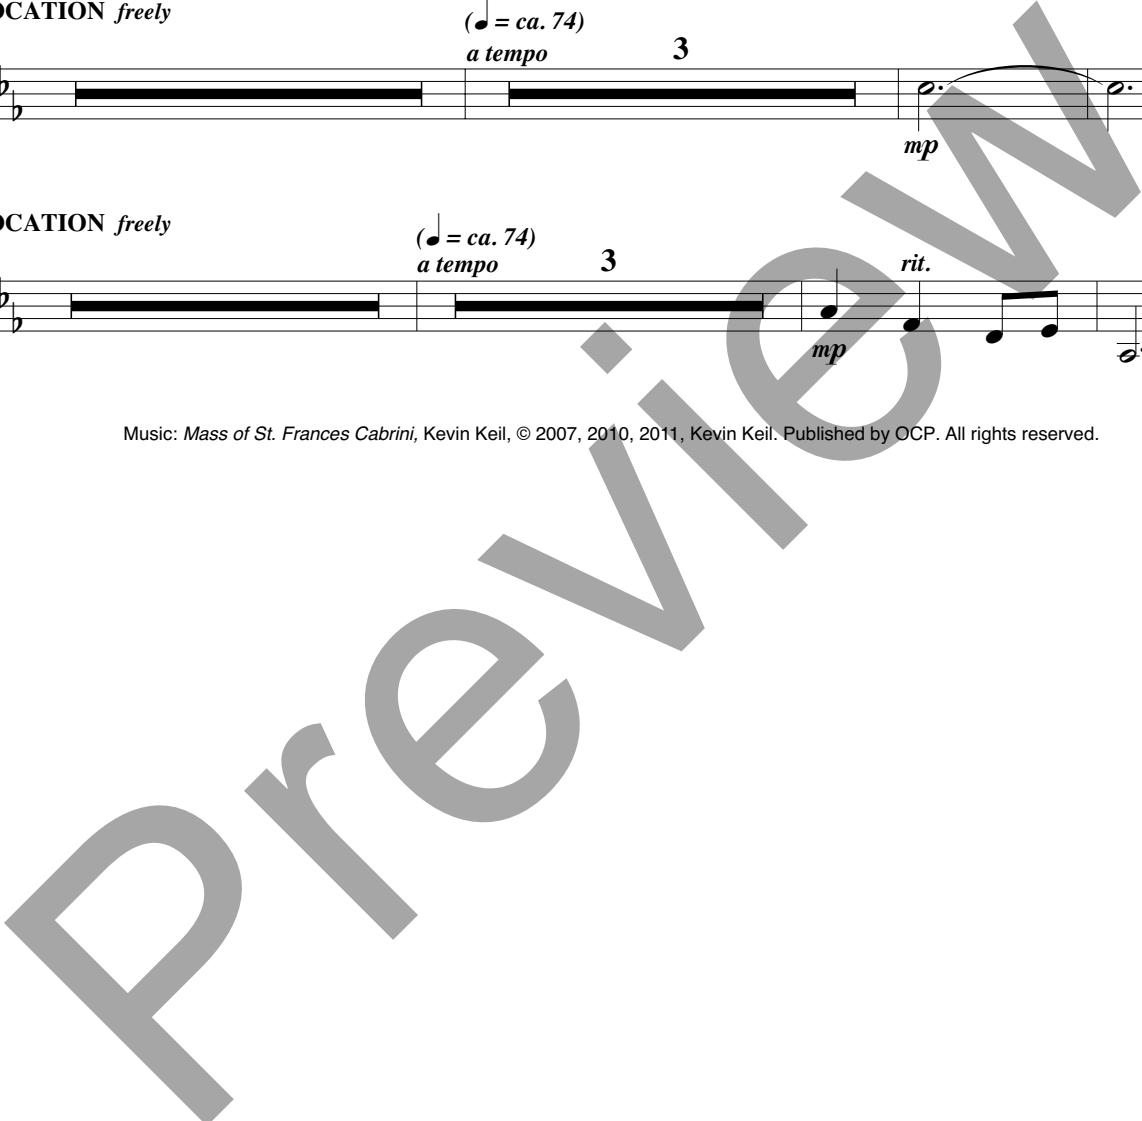 OCATION freely
(♩ = ca. 74)
a tempo
3
mp
OCATION freely
(♩ = ca. 74)
a tempo
3
rit.
mp
Music: Mass of St. Frances Cabrini, Kevin Keil, © 2007, 2010, 2011, Kevin Keil. Published by OCP. All rights reserved.
Preview